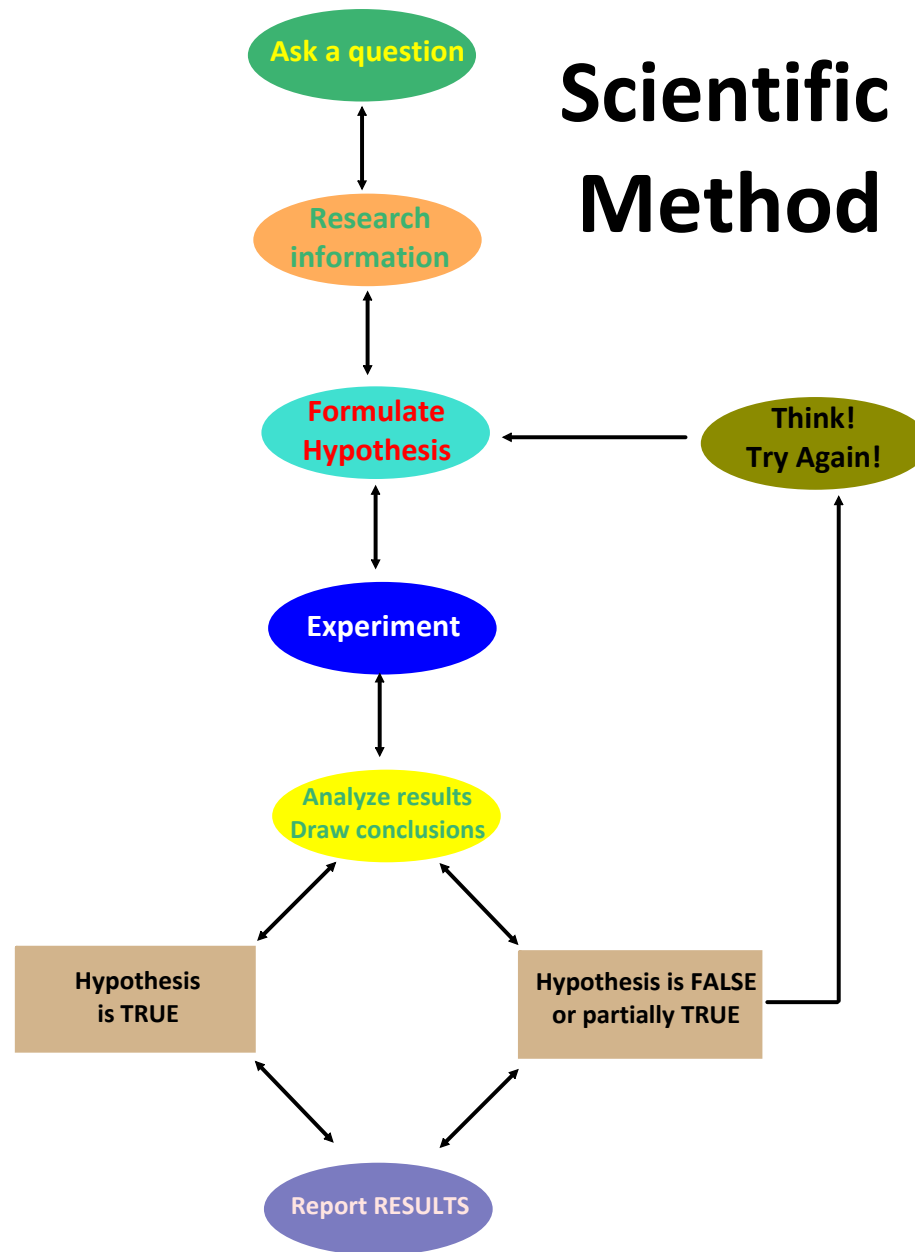 Ask a question
Scientific
Method
Research
information
Formulate
Hypothesis
Think!
Try Again!
Experiment
Analyze results
Draw conclusions
Hypothesis
is TRUE
Hypothesis is FALSE
or partially TRUE
Report RESULTS